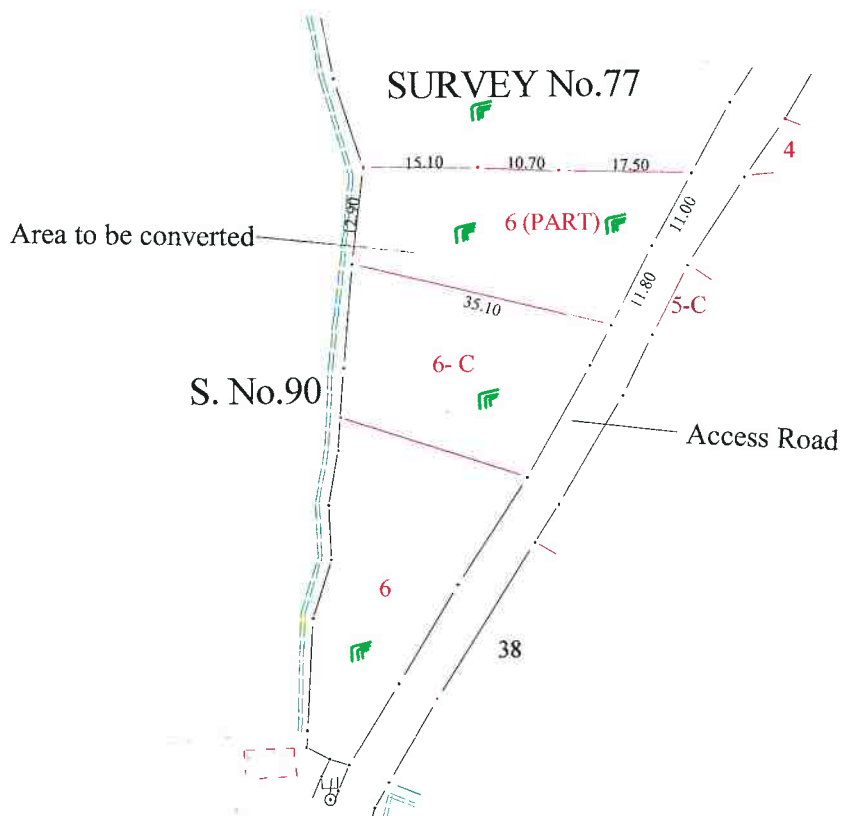 SURVEY No.77
4
15.10 10.70 17.50
12.90
6 (PART)
11.00
Area to be converted
11.80
35.10
5-C
6- C
S. No.90
Access Road
6
38